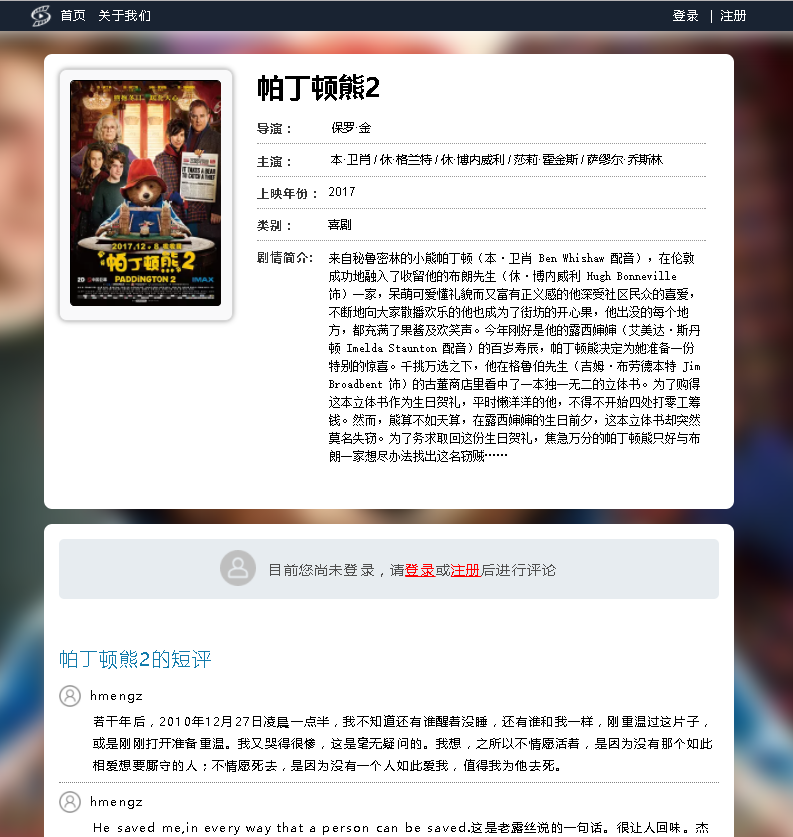 首页 关于我们
登录 | 注册
2017.12 8
帕丁顿熊2
PADDINGTON 2
IMAX
IT TAKES A BEAR
TO CATCH A THIEF
帕丁顿熊2
导演： 保罗·金
主演： 本·卫肖 / 休·格兰特 / 休·博内威利 / 莎莉·霍金斯 / 萨缪尔·乔斯林
上映年份： 2017
类别： 喜剧
剧情简介: 来自秘鲁密林的小熊帕丁顿（本·卫肖 Ben Whishaw 配音），在伦敦
成功地融入了收留他的布朗先生（休·博内威利 Hugh Bonneville
饰）一家，呆萌可爱懂礼貌而又富有正义感的他深受社区民众的喜爱，
不断地向大家散播欢乐的他也成为了街坊的开心果，他出没的每个地
方，都充满了果酱及欢笑声。今年刚好是他的露西婶婶（艾美达·斯丹
顿 Imelda Staunton 配音）的百岁寿辰，帕丁顿熊决定为她准备一份
特别的惊喜。千挑万选之下，他在格鲁伯先生（吉姆·布劳德本特 Jim
Broadbent 饰）的古董商店里看中了一本独一无二的立体书。为了购得
这本立体书作为生日贺礼，平时懒洋洋的他，不得不开始四处打零工筹
钱。然而，熊算不如天算，在露西婶婶的生日前夕，这本立体书却突然
莫名失窃。为了务求取回这份生日贺礼，焦急万分的帕丁顿熊只好与布
朗一家想尽办法找出这名窃贼……
目前您尚未登录，请登录或注册后进行评论
帕丁顿熊2的短评
hmengz
若干年后，2010年12月27日凌晨一点半，我不知道还有谁醒着没睡，还有谁和我一样，刚重温过这片子，
或是刚刚打开准备重温。我又哭得很惨，这是毫无疑问的。我想，之所以不情愿活着，是因为没有那个如此
相爱想要厮守的人；不情愿死去，是因为没有一个人如此爱我，值得我为他去死。
hmengz
He saved me,in every way that a person can be saved.这是老露丝说的一句话。很让人回味。杰